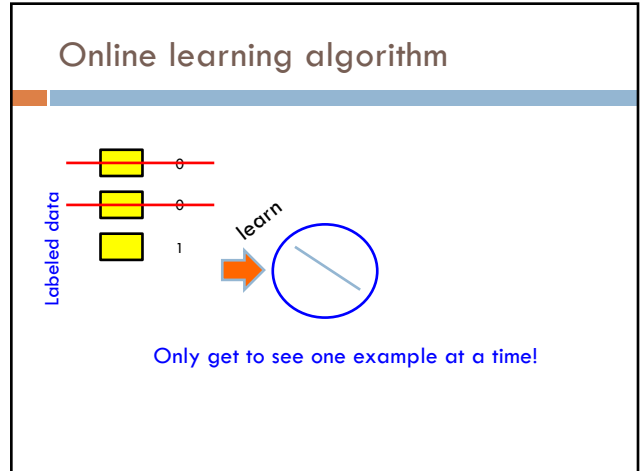 Online learning algorithm
Labeled data
0
0
1
learn
Only get to see one example at a time!